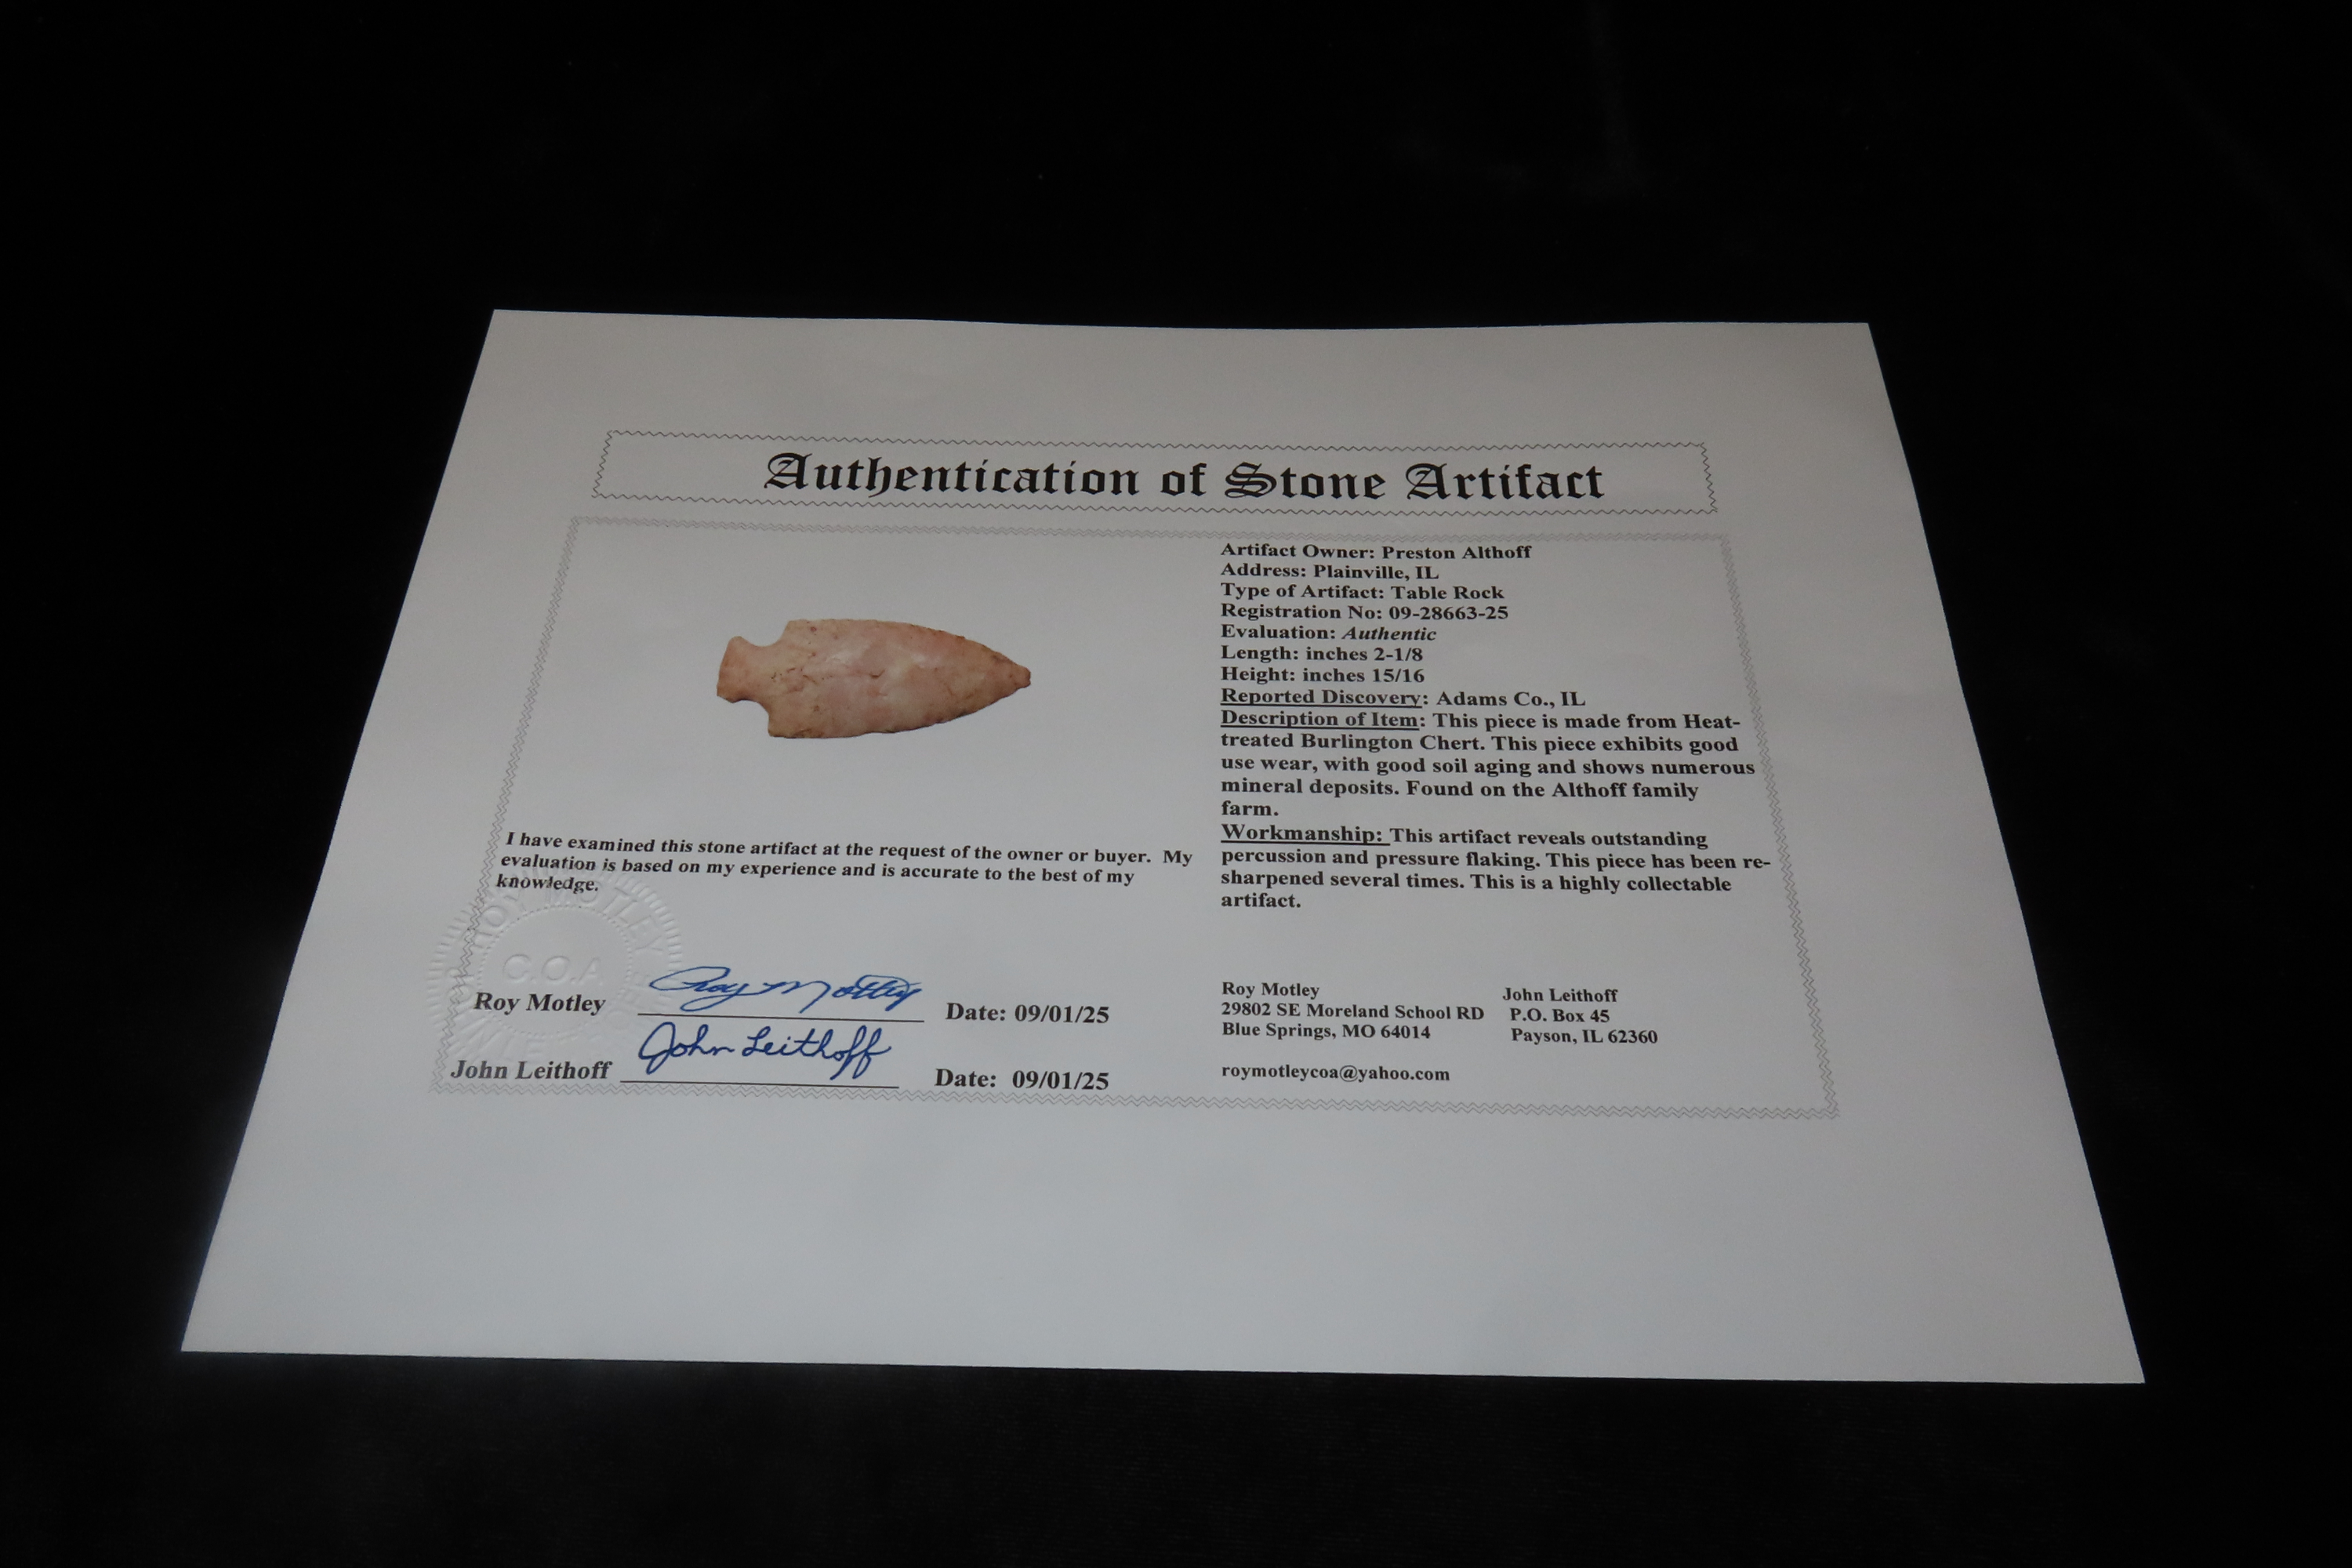 Authentication of Stone Artifact
Artifact Owner: Preston Althoff
Address: Plainville, IL
Type of Artifact: Table Rock
Registration No: 09-28663-25
Evaluation: Authentic
Length: inches 2-1/8
Height: inches 15/16
Reported Discovery: Adams Co., IL
Description of Item: This piece is made from Heat-
treated Burlington Chert. This piece exhibits good
use wear, with good soil aging and shows numerous
mineral deposits. Found on the Althoff family
farm.
Workmanship: This artifact reveals outstanding
percussion and pressure flaking. This piece has been re-
sharpened several times. This is a highly collectable
artifact.
I have examined this stone artifact at the request of the owner or buyer. My
evaluation is based on my experience and is accurate to the best of my
knowledge.
ROY MOTLEY
C.O.A
Roy Motley Roy Motley Date: 09/01/25
John Leithoff John Leithoff Date: 09/01/25
Roy Motley
29802 SE Moreland School RD
Blue Springs, MO 64014
roymotleycoa@yahoo.com
John Leithoff
P.O. Box 45
Payson, IL 62360